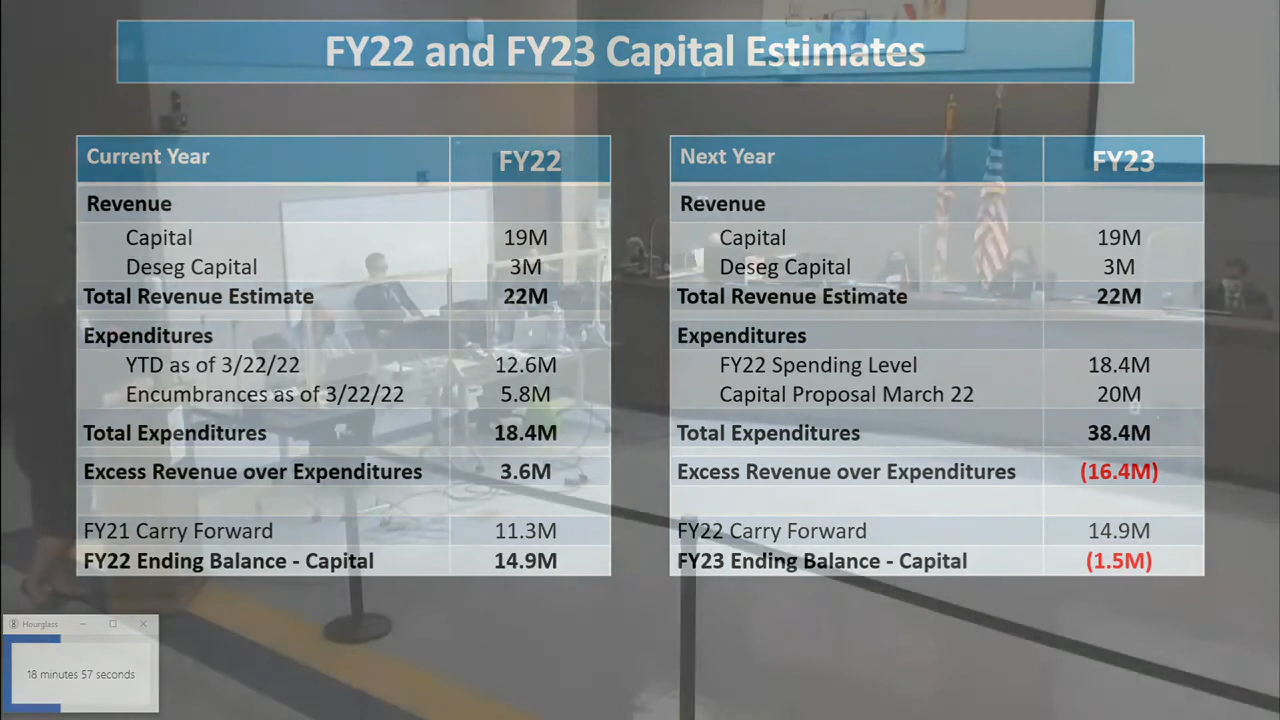 FY22 and FY23 Capital Estimates
Current Year FY22
Revenue
Capital 19M
Deseg Capital 3M
Total Revenue Estimate 22M
Expenditures
YTD as of 3/22/22 12.6M
Encumbrances as of 3/22/22 5.8M
Total Expenditures 18.4M
Excess Revenue over Expenditures 3.6M
FY21 Carry Forward 11.3M
FY22 Ending Balance - Capital 14.9M
Next Year FY23
Revenue
Capital 19M
Deseg Capital 3M
Total Revenue Estimate 22M
Expenditures
FY22 Spending Level 18.4M
Capital Proposal March 22 20M
Total Expenditures 38.4M
Excess Revenue over Expenditures (16.4M)
FY22 Carry Forward 14.9M
FY23 Ending Balance - Capital (1.5M)
Hourglass
18 minutes 57 seconds